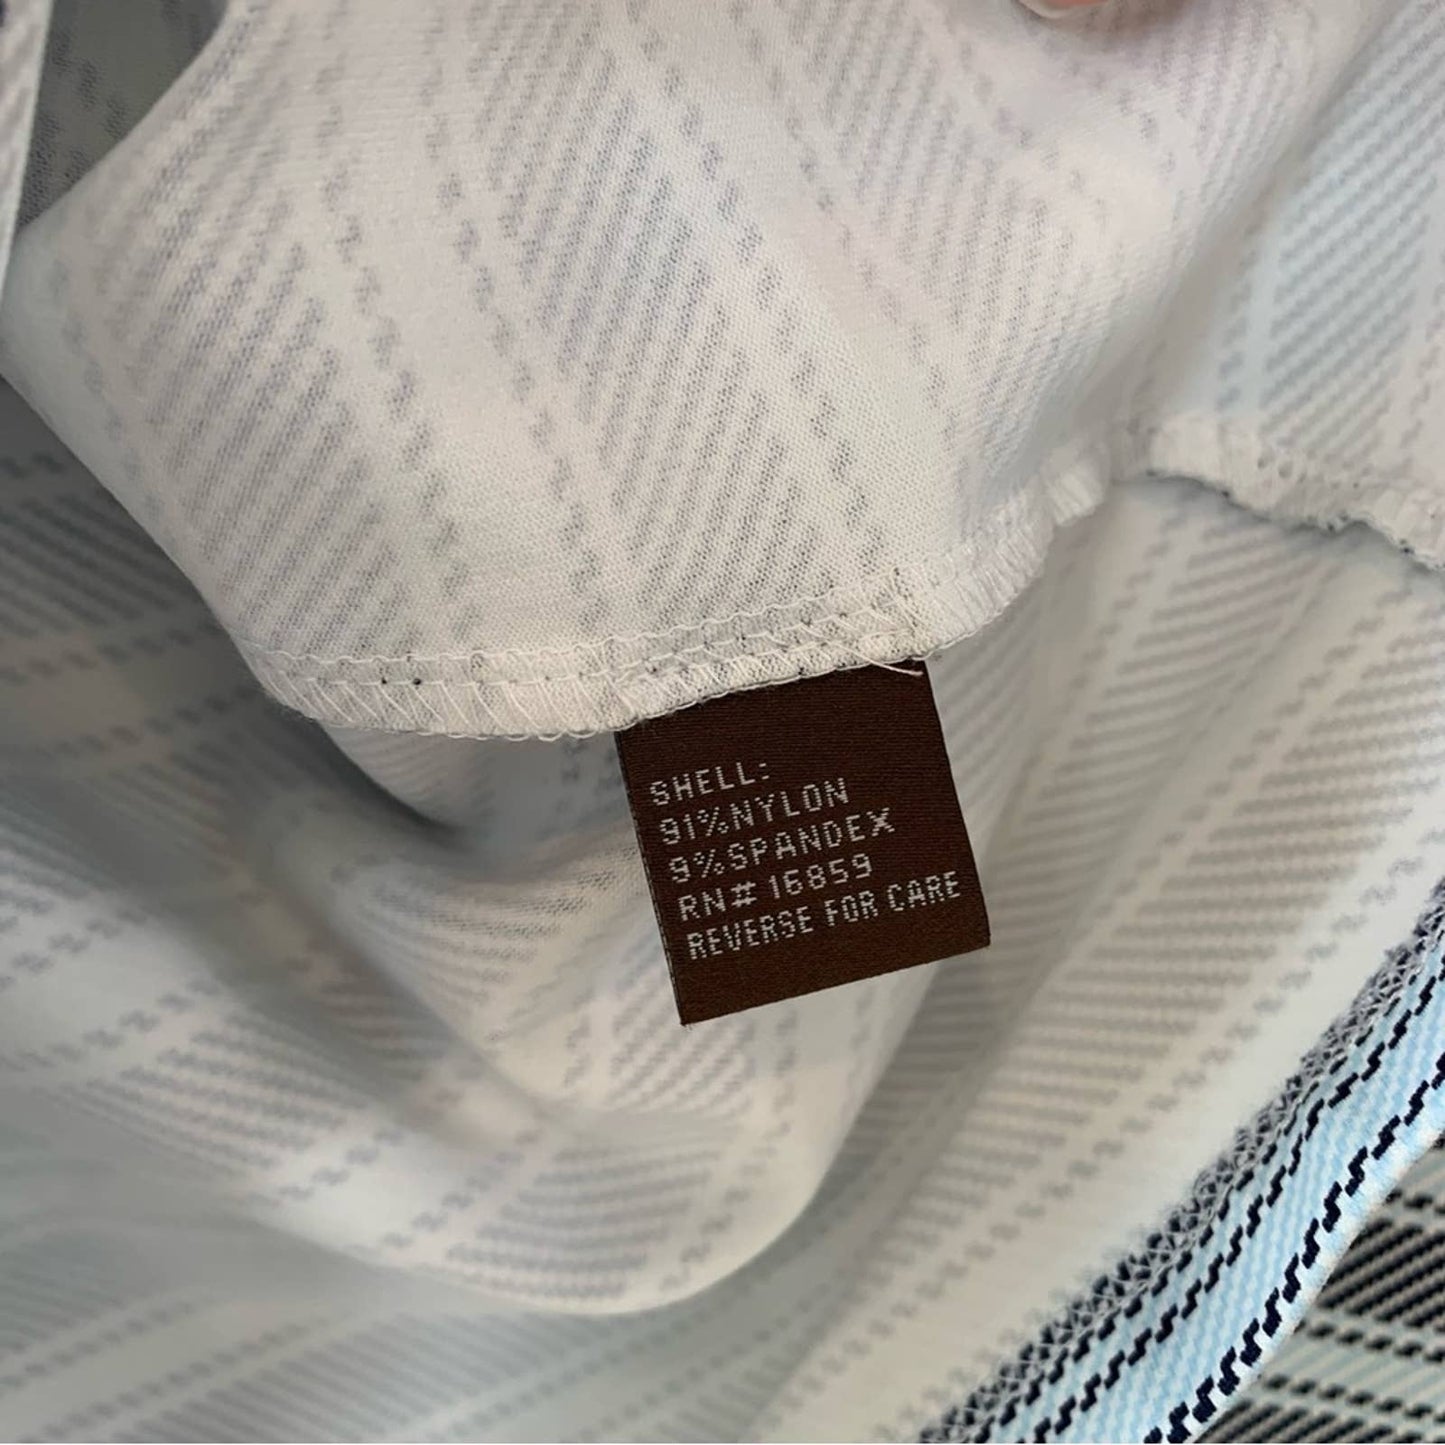 SHELL:
91%NYLON
9%SPANDEX
RN# 16859
REVERSE FOR CARE